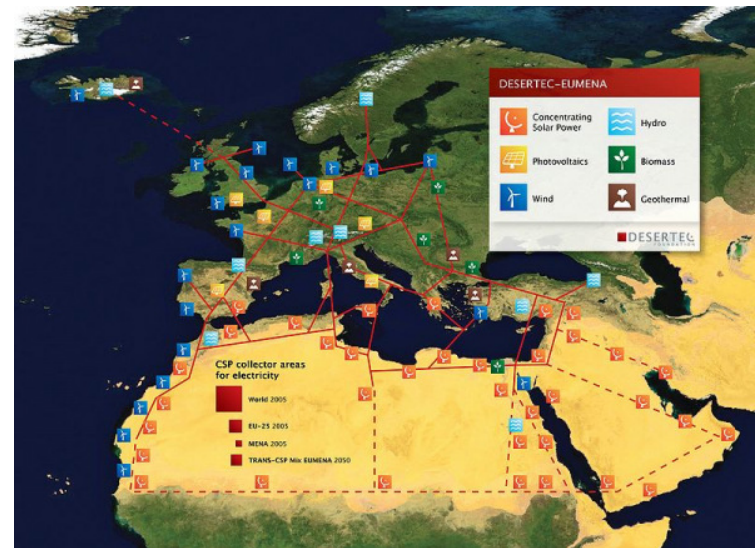 DESERTEC-EUMENA
Concentrating
Solar Power
Hydro
Photovoltaics
Biomass
Wind
Geothermal
DESERTEC
FOUNDATION
CSP collector areas
for electricity
World 2005
EU-25 2005
MENA 2005
TRANS-CSP Mix EUMENA 2050